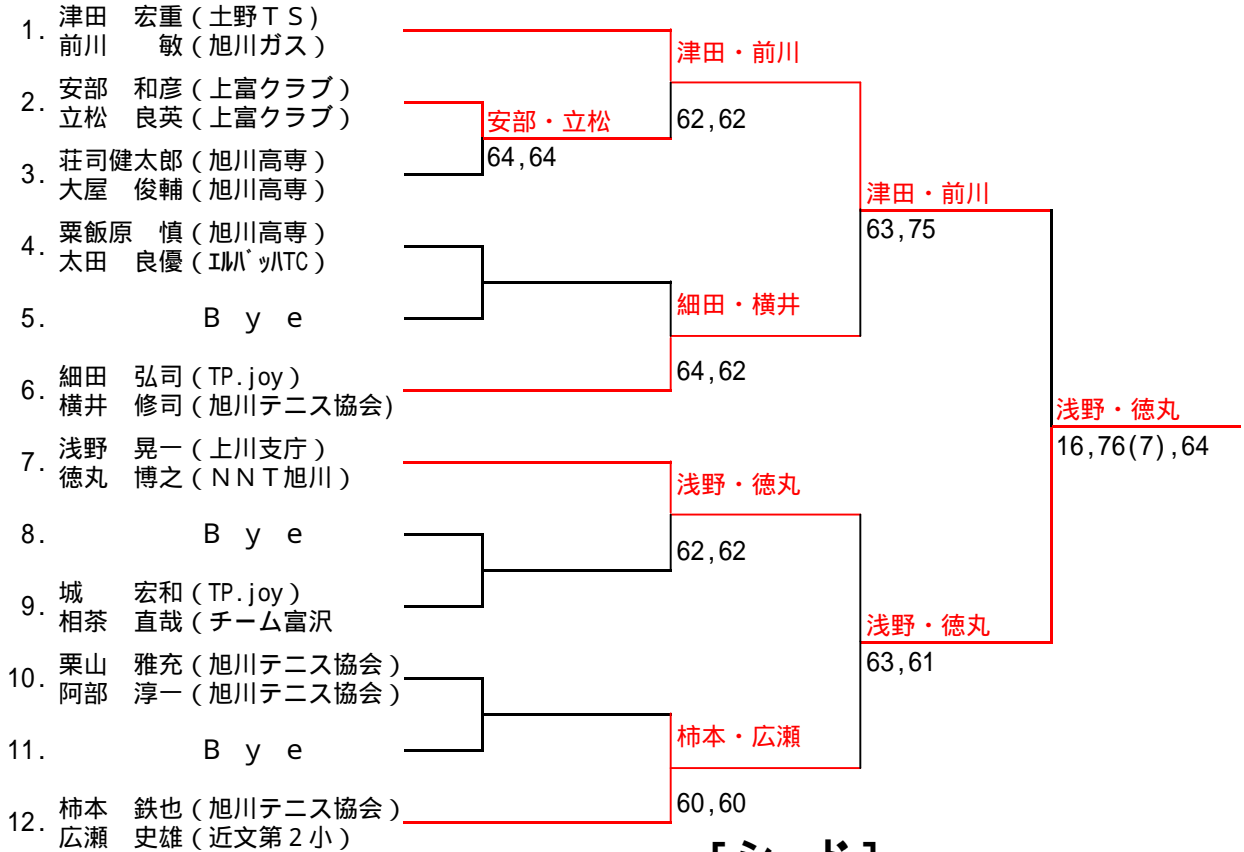 1. 津田　宏重(土野ＴＳ)
前川　　敏(旭川ガス)
2. 安部　和彦(上富クラブ)
立松　良英(上富クラブ)
3. 荘司健太郎(旭川高専)
大屋　俊輔(旭川高専)
4. 粟飯原　慎(旭川高専)
太田　良優(ｴﾙﾊﾞｯﾊTC)
5. Ｂｙｅ
6. 細田　弘司(TP.joy)
横井　修司(旭川テニス協会)
7. 浅野　晃一(上川支庁)
徳丸　博之(ＮＮＴ旭川)
8. Ｂｙｅ
9. 城　　宏和(TP.joy)
相茶　直哉(チーム富沢
10. 栗山　雅充(旭川テニス協会)
阿部　淳一(旭川テニス協会)
11. Ｂｙｅ
12. 柿本　鉄也(旭川テニス協会)
広瀬　史雄(近文第２小)
安部・立松
64,64
津田・前川
62,62
細田・横井
64,62
浅野・徳丸
62,62
柿本・広瀬
60,60
津田・前川
63,75
浅野・徳丸
63,61
浅野・徳丸
16,76(7),64
[シード]